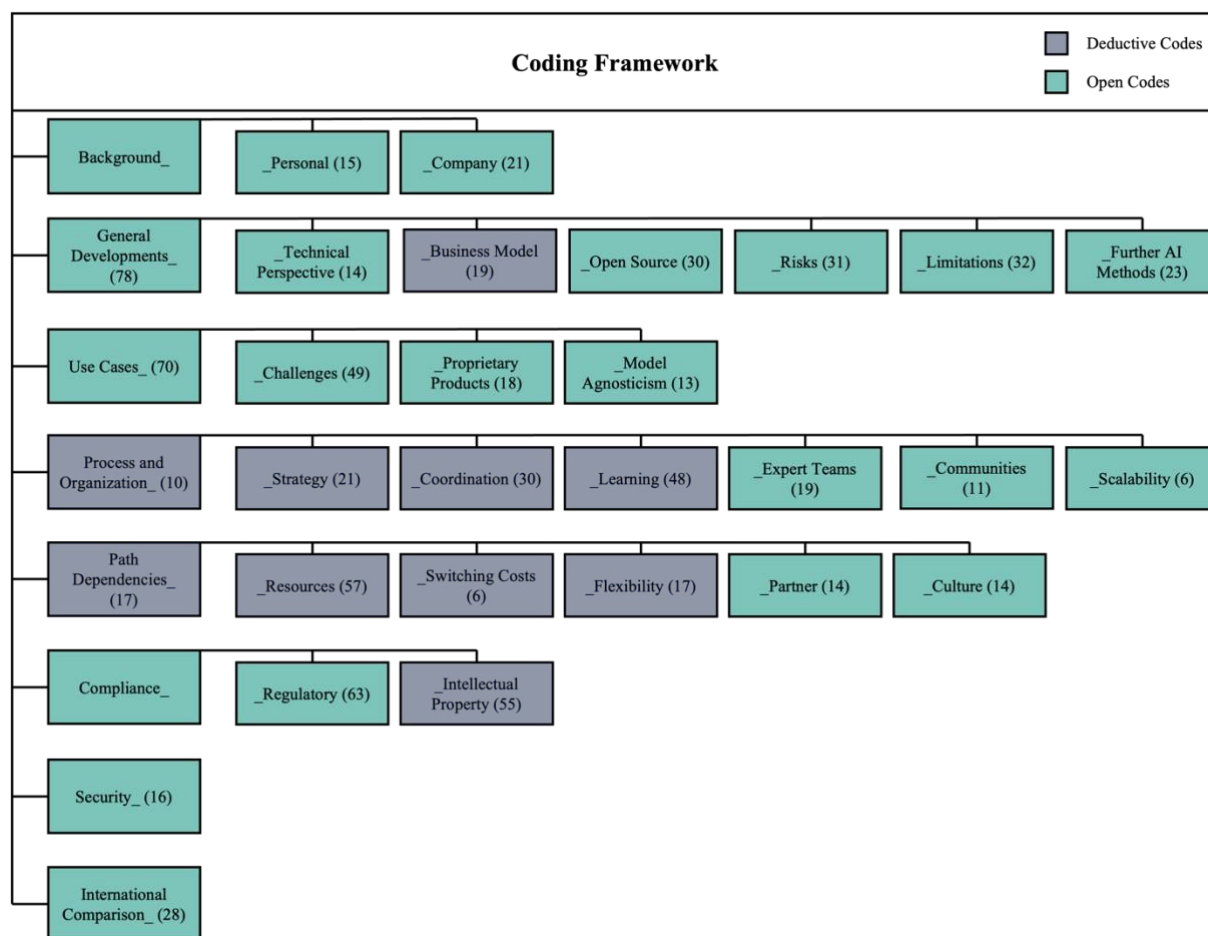 Coding Framework
Deductive Codes
Open Codes
Background_
_Personal (15)
_Company (21)
General
Developments_
(78)
_Technical
Perspective (14)
_Business Model
(19)
_Open Source (30)
_Risks (31)
_Limitations (32)
_Further AI
Methods (23)
Use Cases_ (70)
_Challenges (49)
_Proprietary
Products (18)
_Model
Agnosticism (13)
Process and
Organization_ (10)
_Strategy (21)
_Coordination (30)
_Learning (48)
_Expert Teams
(19)
_Communities
(11)
_Scalability (6)
Path
Dependencies_
(17)
_Resources (57)
_Switching Costs
(6)
_Flexibility (17)
_Partner (14)
_Culture (14)
Compliance_
_Regulatory (63)
_Intellectual
Property (55)
Security_ (16)
International
Comparison_ (28)